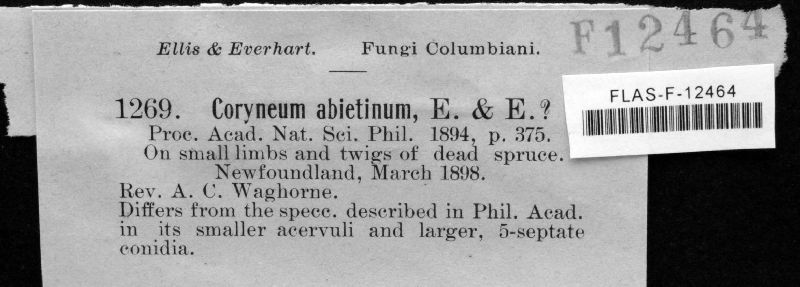 Ellis & Everhart. Fungi Columbiani.
F12464
FLAS-F-12464
1269. Coryneum abietinum, E. & E.?
Proc. Acad. Nat. Sci. Phil. 1894, p. 375.
On small limbs and twigs of dead spruce.
Newfoundland, March 1898.
Rev. A. C. Waghorne.
Differs from the specc. described in Phil. Acad.
in its smaller acervuli and larger, 5-septate
conidia.